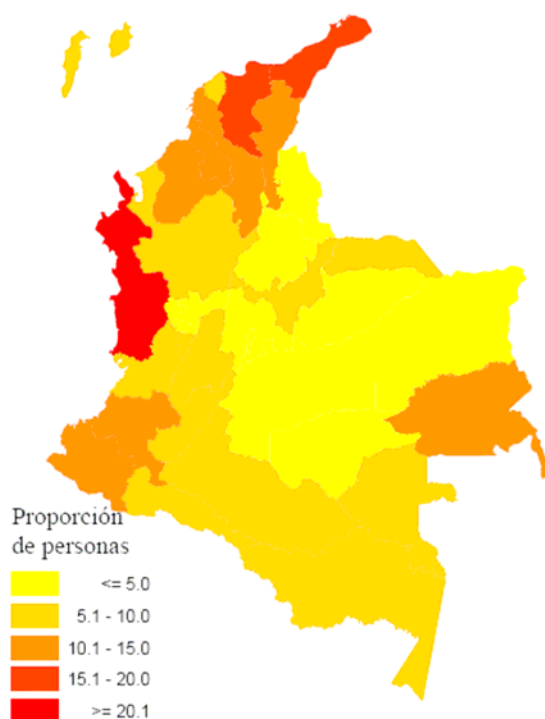 Proporción
de personas
<= 5.0
5.1 - 10.0
10.1 - 15.0
15.1 - 20.0
>= 20.1